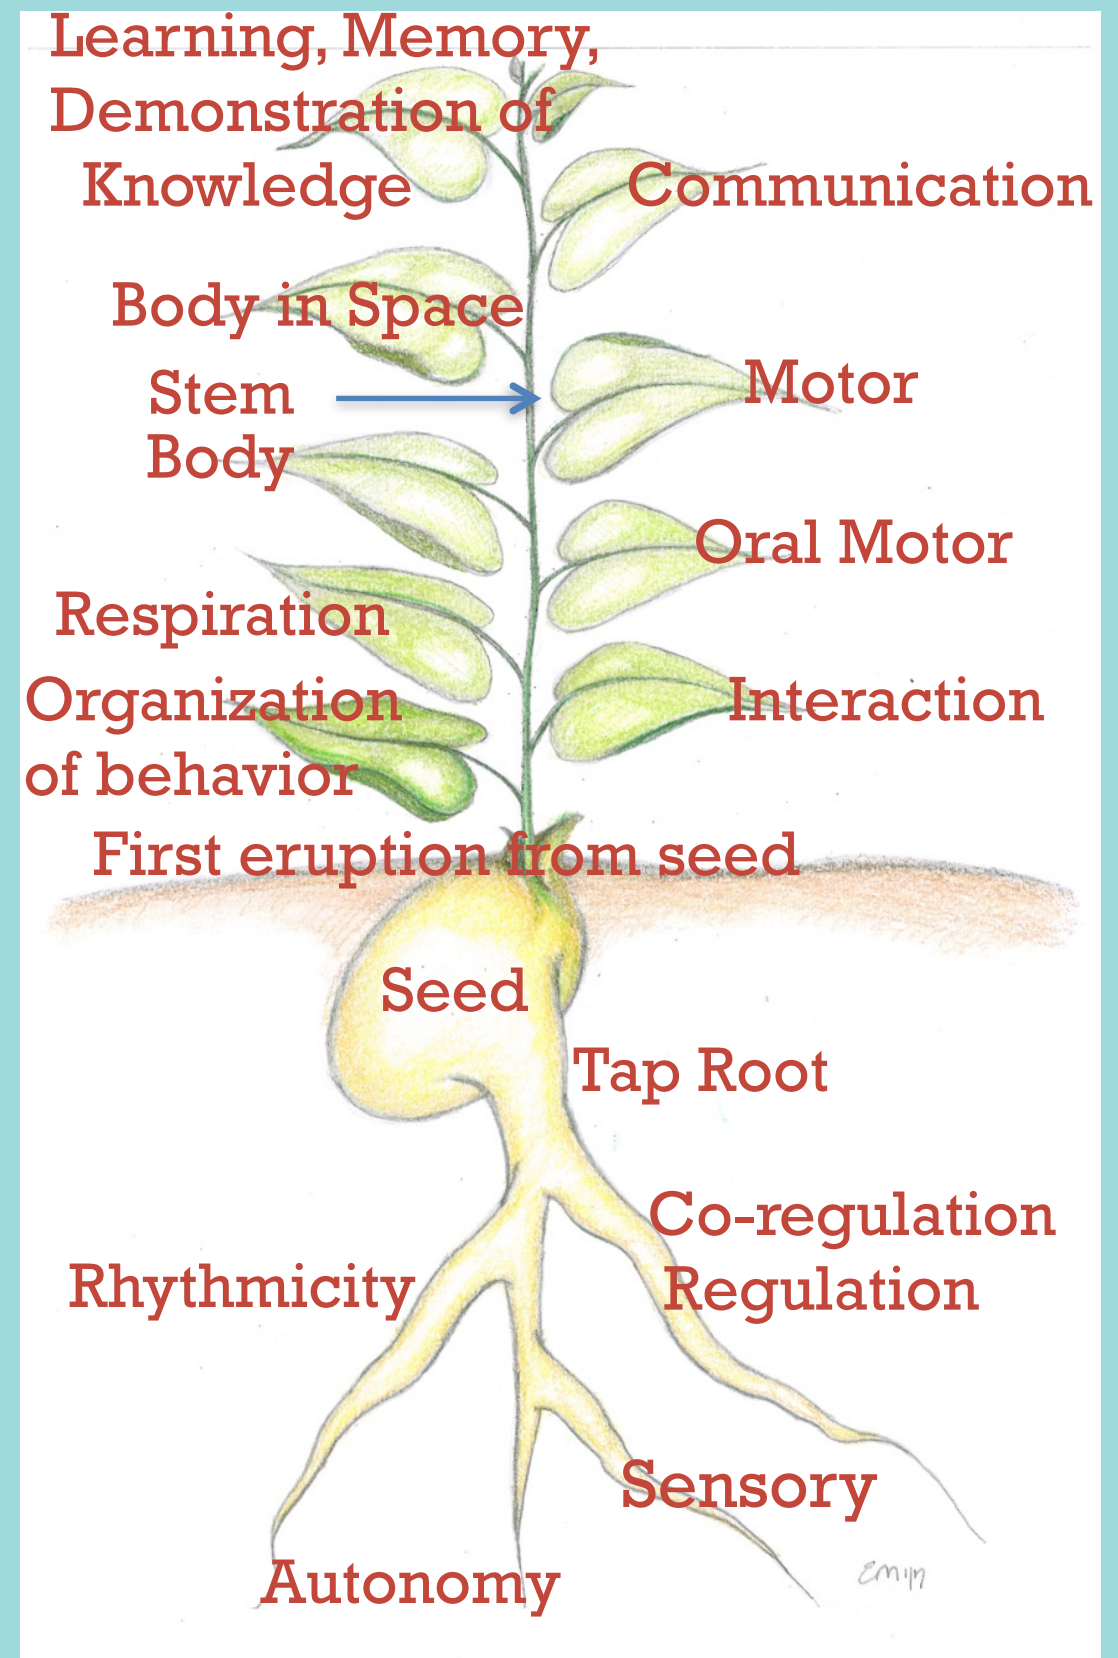 Learning, Memory,
Demonstration of
Knowledge
Communication
Body in Space
Motor
Stem
Body
Oral Motor
Respiration
Organization
of behavior
Interaction
First eruption from seed
Seed
Tap Root
Co-regulation
Regulation
Rhythmicity
Sensory
Autonomy